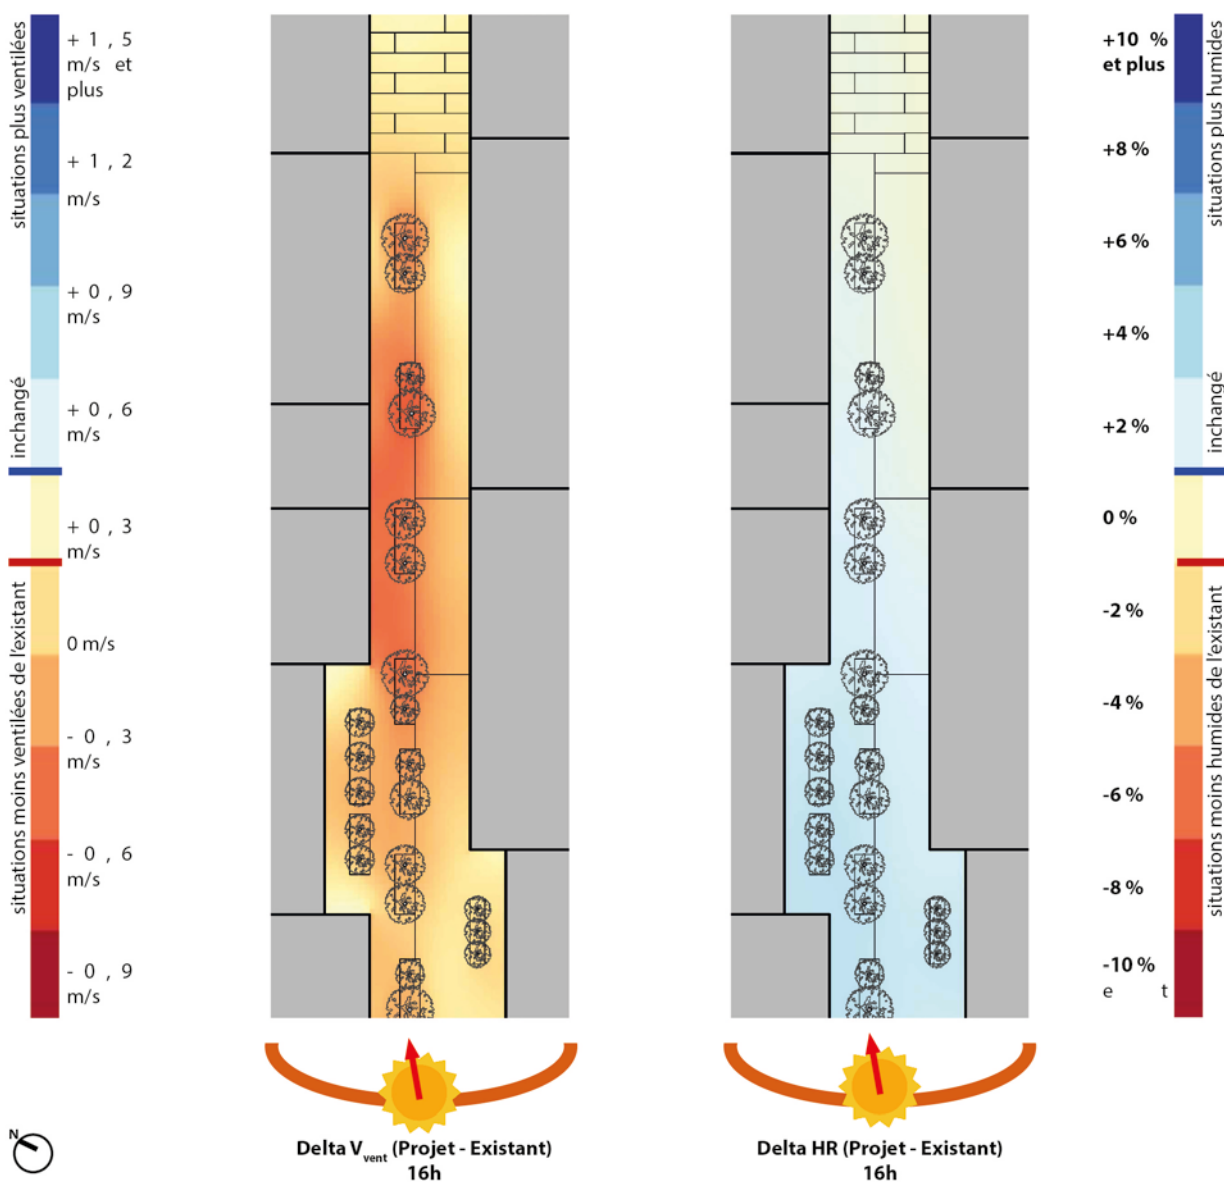 situations plus ventilées
inchangé
situations moins ventilées de l'existant
+ 1 , 5
m/s et
plus
+ 1 , 2
m/s
+ 0 , 9
m/s
+ 0 , 6
m/s
+ 0 , 3
m/s
0 m/s
- 0 , 3
m/s
- 0 , 6
m/s
- 0 , 9
m/s
+10 %
et plus
+8 %
+6 %
+4 %
+2 %
0 %
-2 %
-4 %
-6 %
-8 %
-10 %
e t
situations plus humides
inchangé
situations moins humides de l'existant
N
Delta Vvent (Projet - Existant)
16h
Delta HR (Projet - Existant)
16h